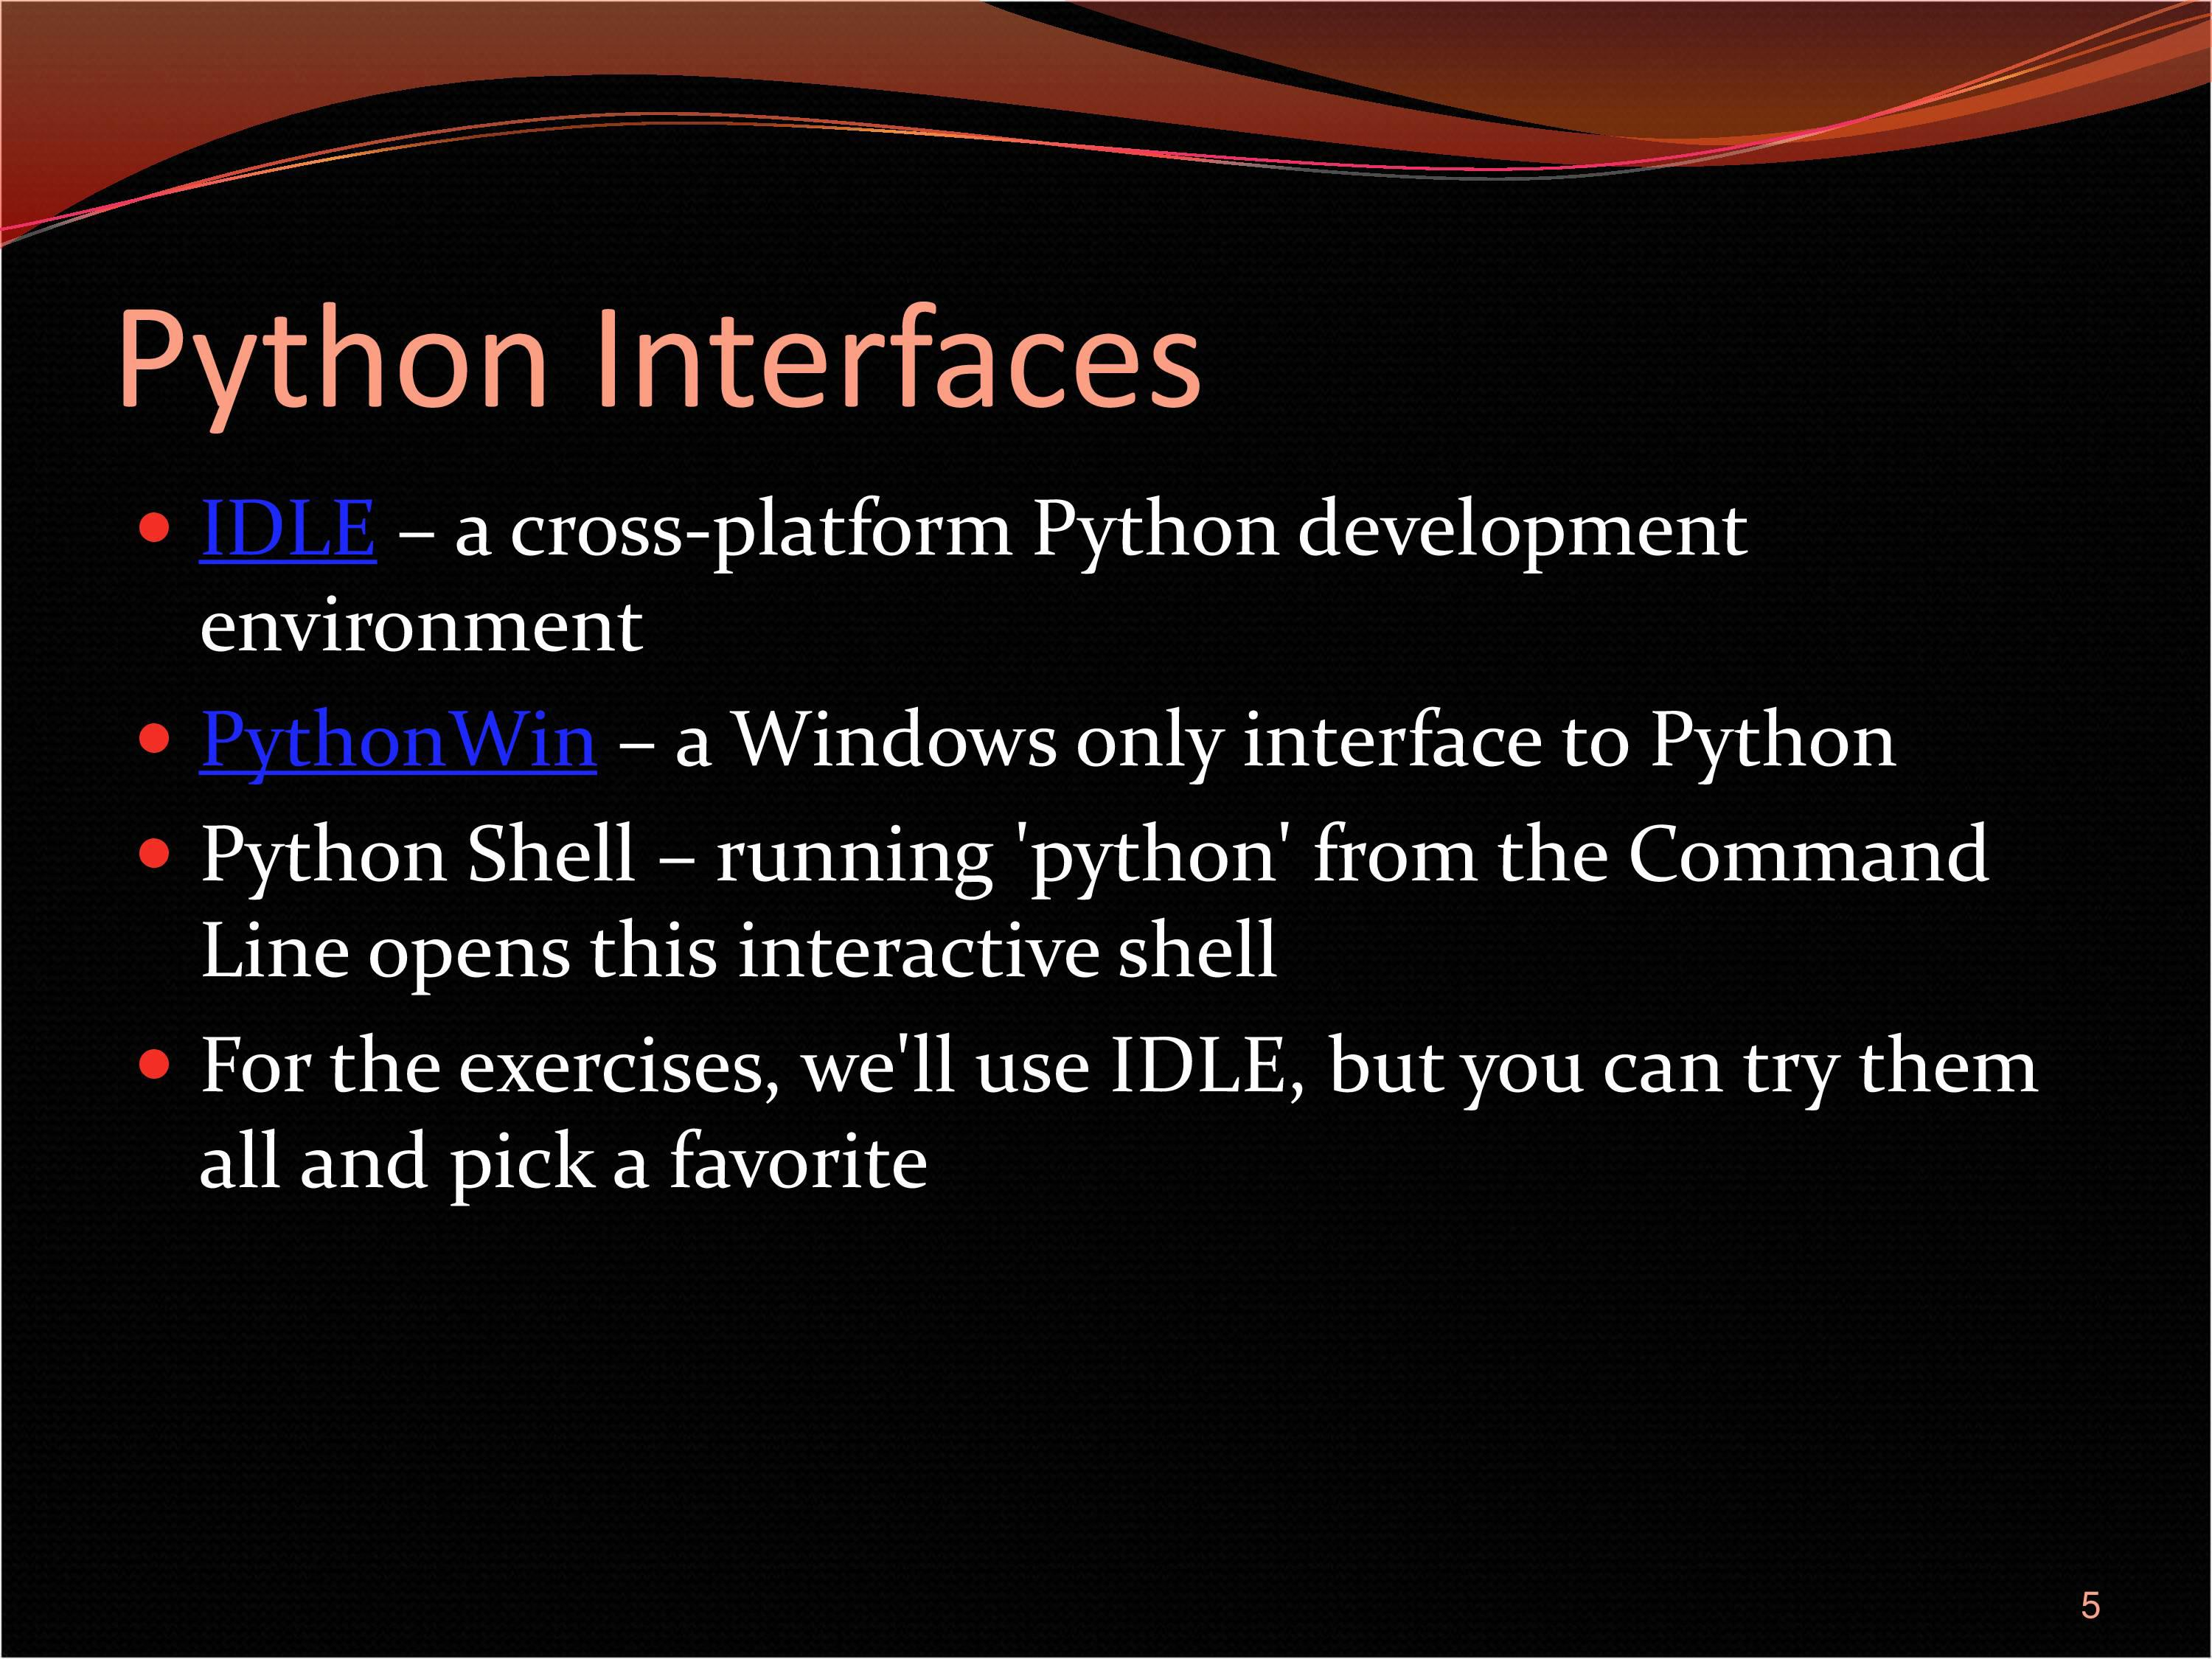 Python Interfaces
• IDLE – a cross-platform Python development
environment
• PythonWin – a Windows only interface to Python
• Python Shell – running 'python' from the Command
Line opens this interactive shell
• For the exercises, we'll use IDLE, but you can try them
all and pick a favorite
5